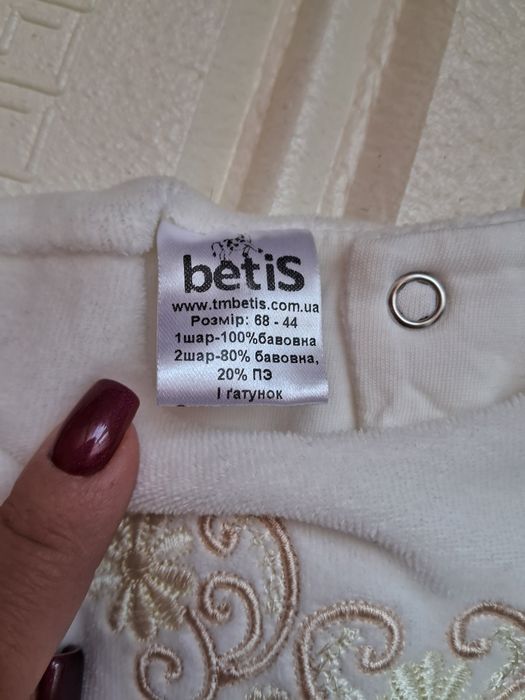 betis
www.tmbetis.com.ua
Розмір: 68 - 44
1шар-100%бавовна
2шар-80% бавовна,
20% ПЭ
І ґатунок